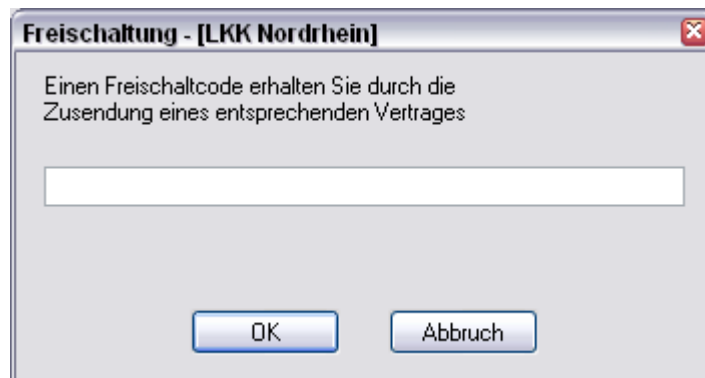 Freischaltung - [LKK Nordrhein]
Einen Freischaltcode erhalten Sie durch die
Zusendung eines entsprechenden Vertrages
OK
Abbruch